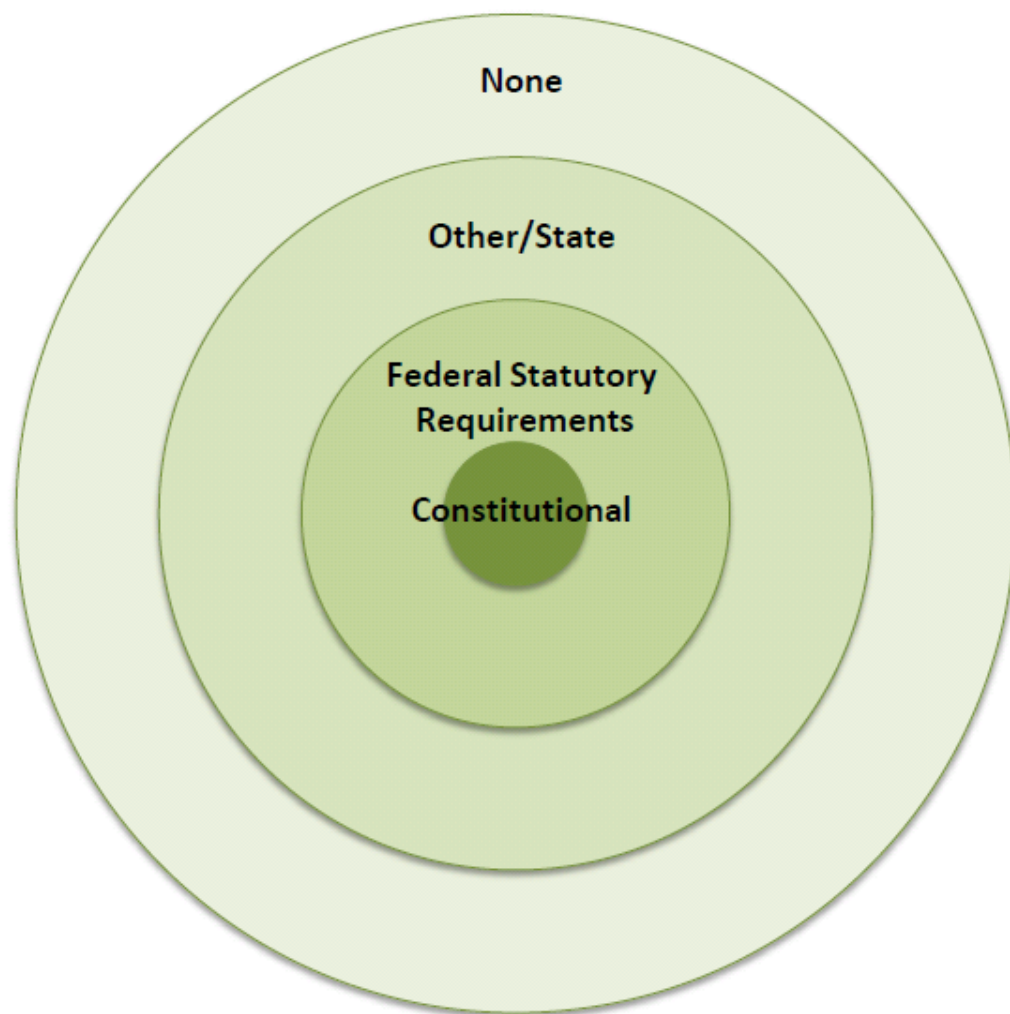 None
Other/State
Federal Statutory
Requirements
Constitutional